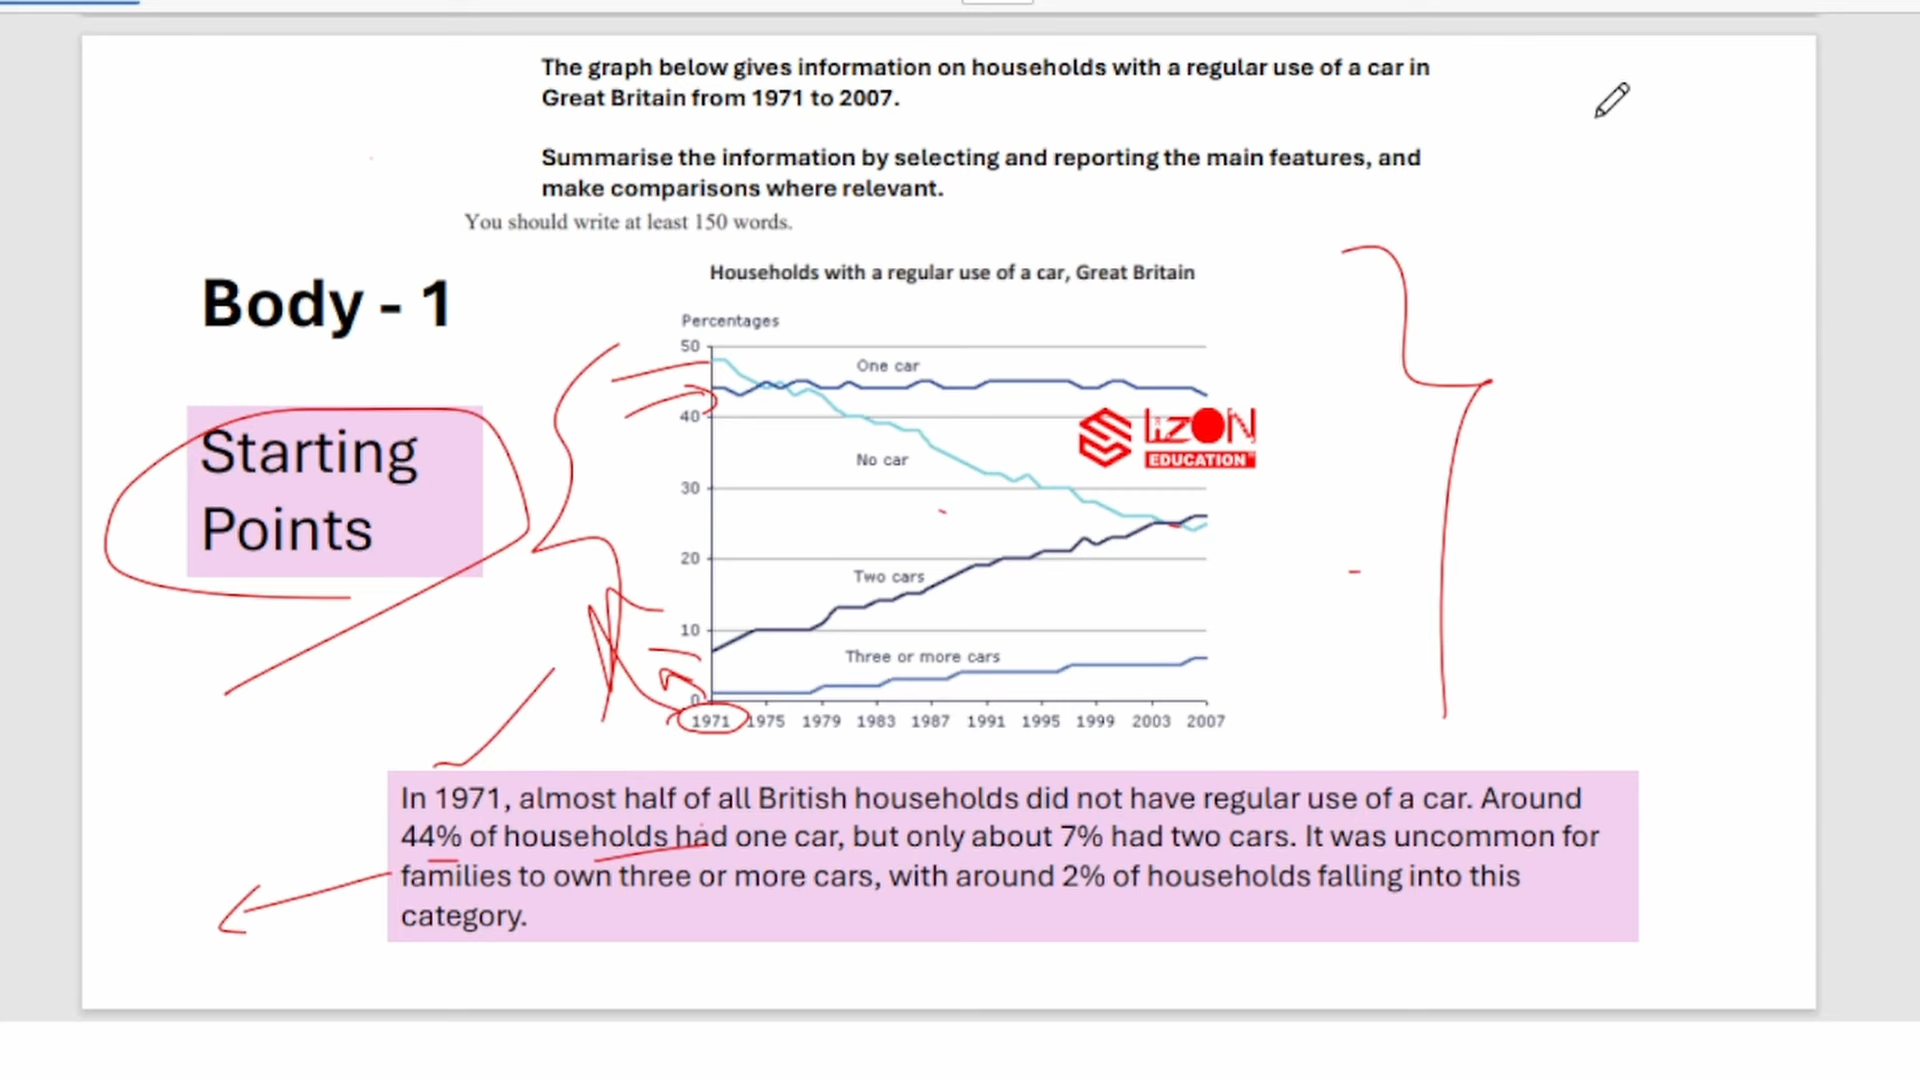 The graph below gives information on households with a regular use of a car in
Great Britain from 1971 to 2007.
Summarise the information by selecting and reporting the main features, and
make comparisons where relevant.
You should write at least 150 words.
Body - 1
Starting
Points
Households with a regular use of a car, Great Britain
Percentages
50
40
30
20
10
0
One car
No car
Two cars
Three or more cars
LizON
EDUCATION
1971 1975 1979 1983 1987 1991 1995 1999 2003 2007
In 1971, almost half of all British households did not have regular use of a car. Around
44% of households had one car, but only about 7% had two cars. It was uncommon for
families to own three or more cars, with around 2% of households falling into this
category.